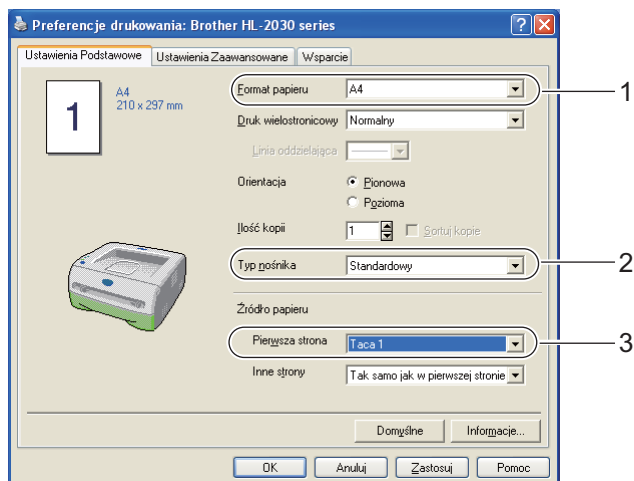 Preferencje drukowania: Brother HL-2030 series
Ustawienia Podstawowe Ustawienia Zaawansowane Wsparcie
1
A4
210 x 297 mm
Format papieru A4 1
Druk wielostronicowy Normalny
Linia oddzielająca
Orientacja Pionowa
Pozioma
Ilość kopii 1 Sortuj kopie
Typ nośnika Standardowy 2
Źródło papieru
Pierwsza strona Taca 1 3
Inne strony Tak samo jak w pierwszej stronie
Domyślne Informacje...
OK Anuluj Zastosuj Pomoc